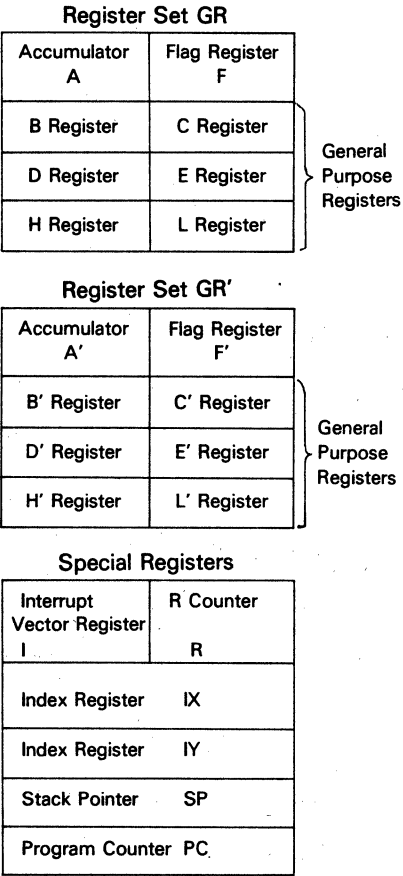 Register Set GR
Accumulator
A
Flag Register
F
B Register
C Register
D Register
E Register
H Register
L Register
General
Purpose
Registers
Register Set GR'
Accumulator
A'
Flag Register
F'
B' Register
C' Register
D' Register
E' Register
H' Register
L' Register
General
Purpose
Registers
Special Registers
Interrupt
Vector Register
I
R Counter
R
Index Register IX
Index Register IY
Stack Pointer SP
Program Counter PC